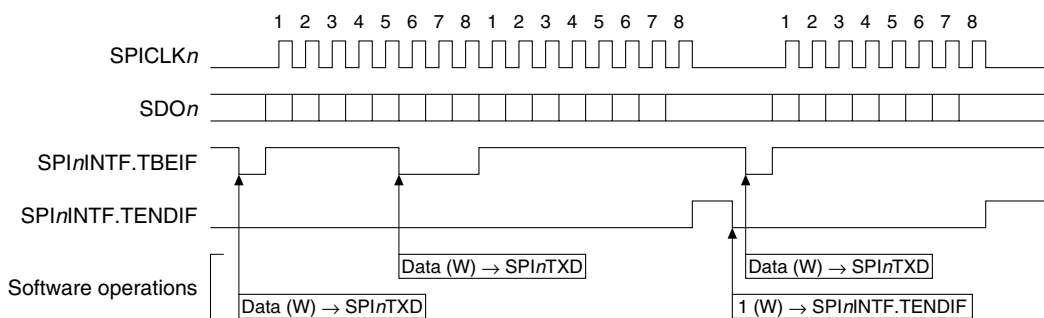 1 2 3 4 5 6 7 8 1 2 3 4 5 6 7 8 1 2 3 4 5 6 7 8
SPICLKn
SDOn
SPInINTF.TBEIF
SPInINTF.TENDIF
Data (W) → SPInTXD Data (W) → SPInTXD
Software operations
Data (W) → SPInTXD 1 (W) → SPInINTF.TENDIF